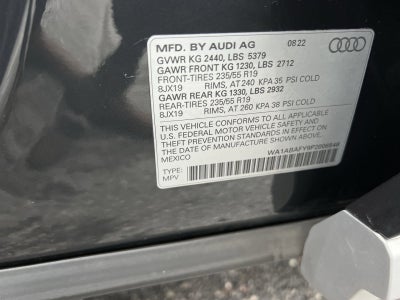 MFD. BY AUDI AG 08.22
GVWR KG 2440, LBS 5379
GAWR FRONT KG 1230, LBS 2712
FRONT-TIRES 235/55 R19
8JX19 RIMS, AT 240 KPA 35 PSI COLD
GAWR REAR KG 1330, LBS 2932
REAR-TIRES 235/55 R19
8JX19 RIMS, AT 260 KPA 38 PSI COLD
THIS VEHICLE CONFORMS TO ALL APPLICABLE
U.S. FEDERAL MOTOR VEHICLE SAFETY AND
THEFT PREVENTION STANDARDS IN EFFECT
ON THE DATE OF MANUFACTURE SHOWN ABOVE.
MEXICO
TYPE:
MPV